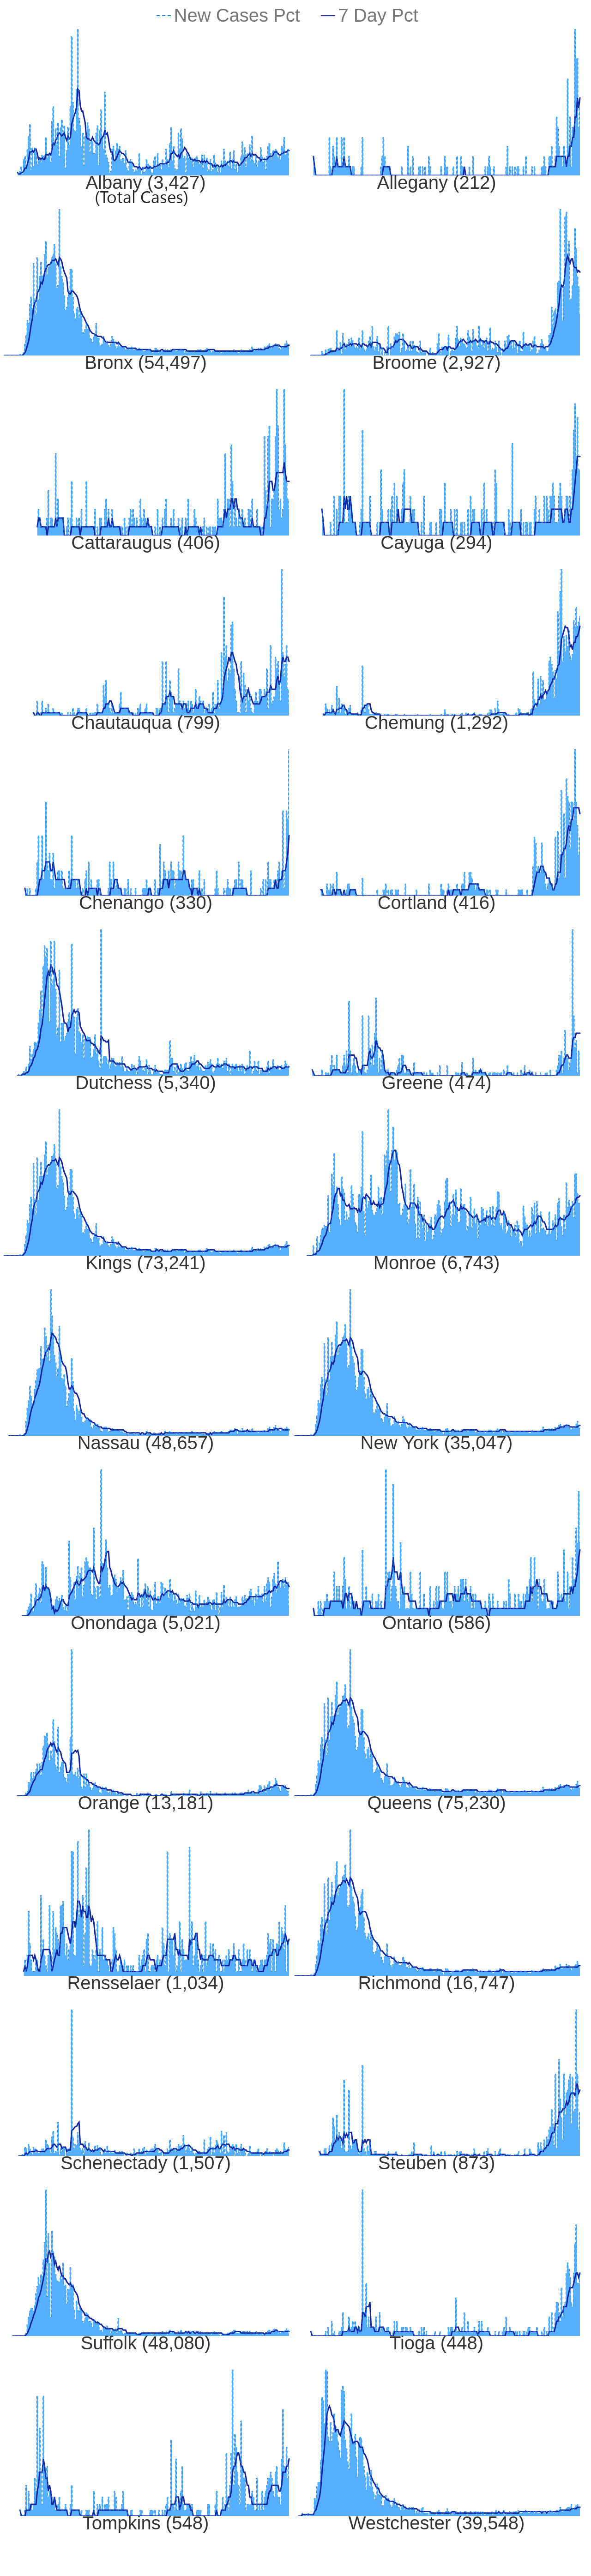 New Cases Pct 7 Day Pct
Albany (3,427) Allegany (212)
(Total Cases)
Bronx (54,497) Broome (2,927)
Cattaraugus (406) Cayuga (294)
Chautauqua (799) Chemung (1,292)
Chenango (330) Cortland (416)
Dutchess (5,340) Greene (474)
Kings (73,241) Monroe (6,743)
Nassau (48,657) New York (35,047)
Onondaga (5,021) Ontario (586)
Orange (13,181) Queens (75,230)
Rensselaer (1,034) Richmond (16,747)
Schenectady (1,507) Steuben (873)
Suffolk (48,080) Tioga (448)
Tompkins (548) Westchester (39,548)